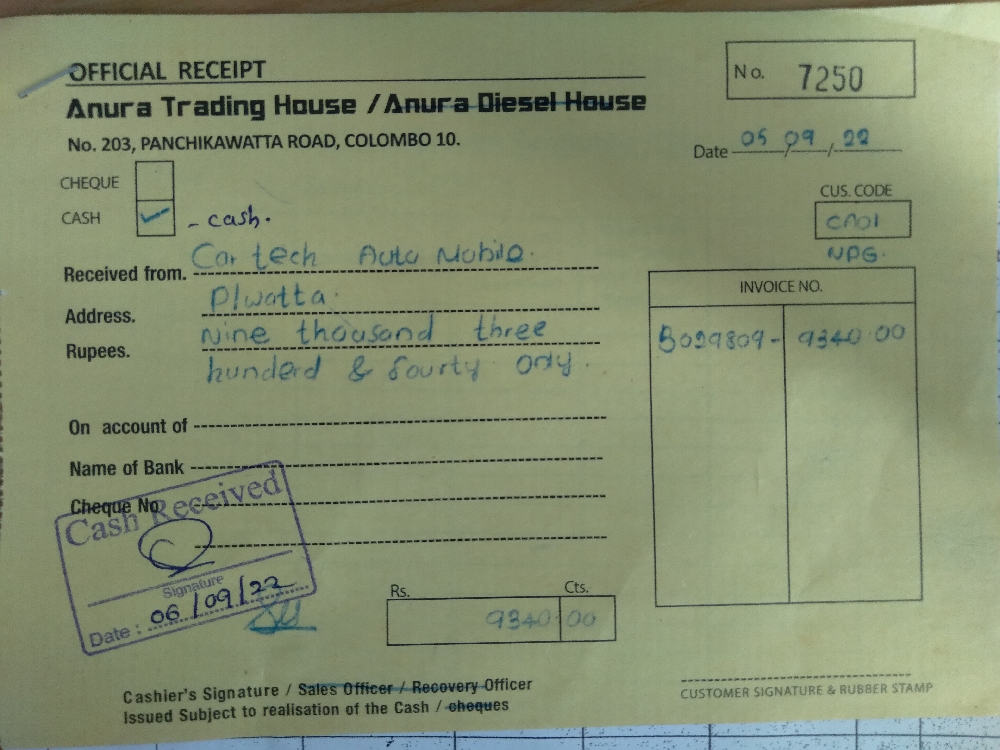 OFFICIAL RECEIPT
No. 7250
Anura Trading House / Anura Diesel House
No. 203, PANCHIKAWATTA ROAD, COLOMBO 10.
Date 05/09/22
CHEQUE
CASH ✓ - cash.
CUS. CODE
CA01
NPG.
Received from. Car tech Auto Mobile.
Address. P/watta.
Rupees. Nine thousand three
hunderd & fourty only.
INVOICE NO.
B029809- 9340.00
On account of
Name of Bank
Cheque No
Cash Received
Signature
Date : 06/09/22
Rs. Cts.
9340 00
Cashier's Signature / Sales Officer / Recovery Officer
Issued Subject to realisation of the Cash / cheques
CUSTOMER SIGNATURE & RUBBER STAMP